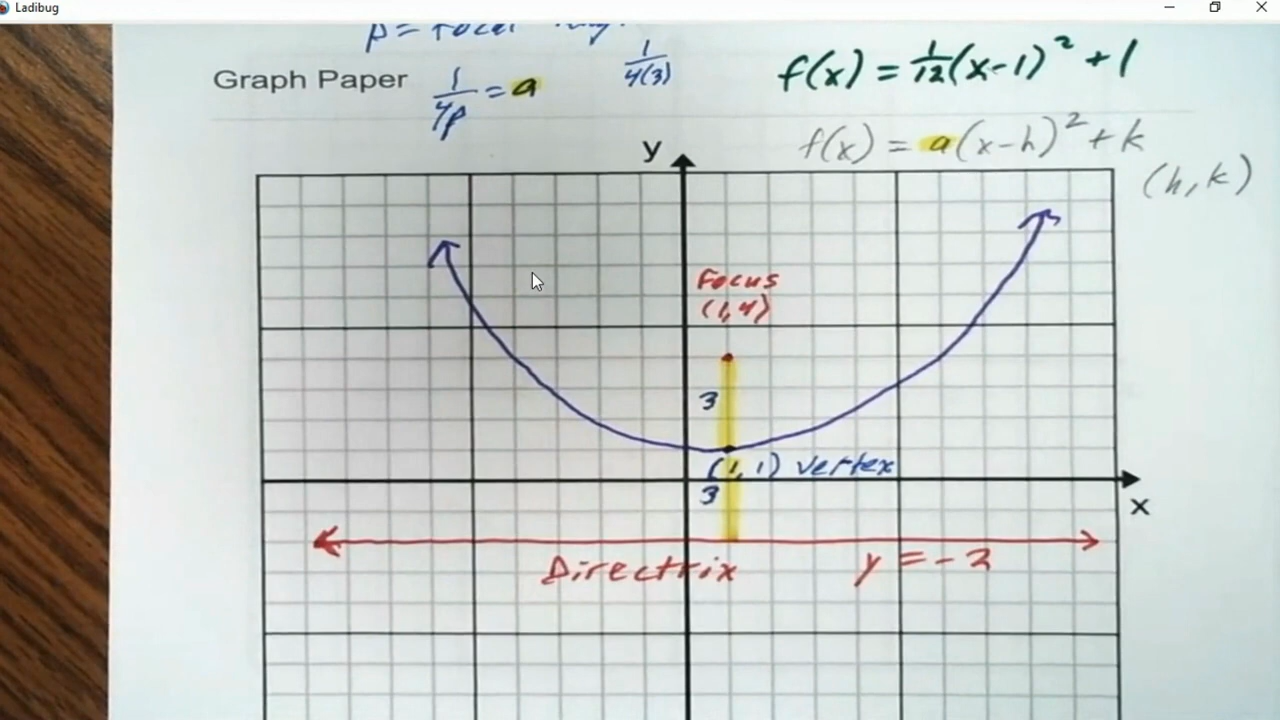 Ladibug
p = focal
1/4(3)
f(x) = 1/12(x-1)² + 1
Graph Paper
1/4p = a
f(x) = a(x-h)² + k
(h, k)
y
Focus
(1,4)
3
(1, 1) vertex
3
x
Directrix
y = -2